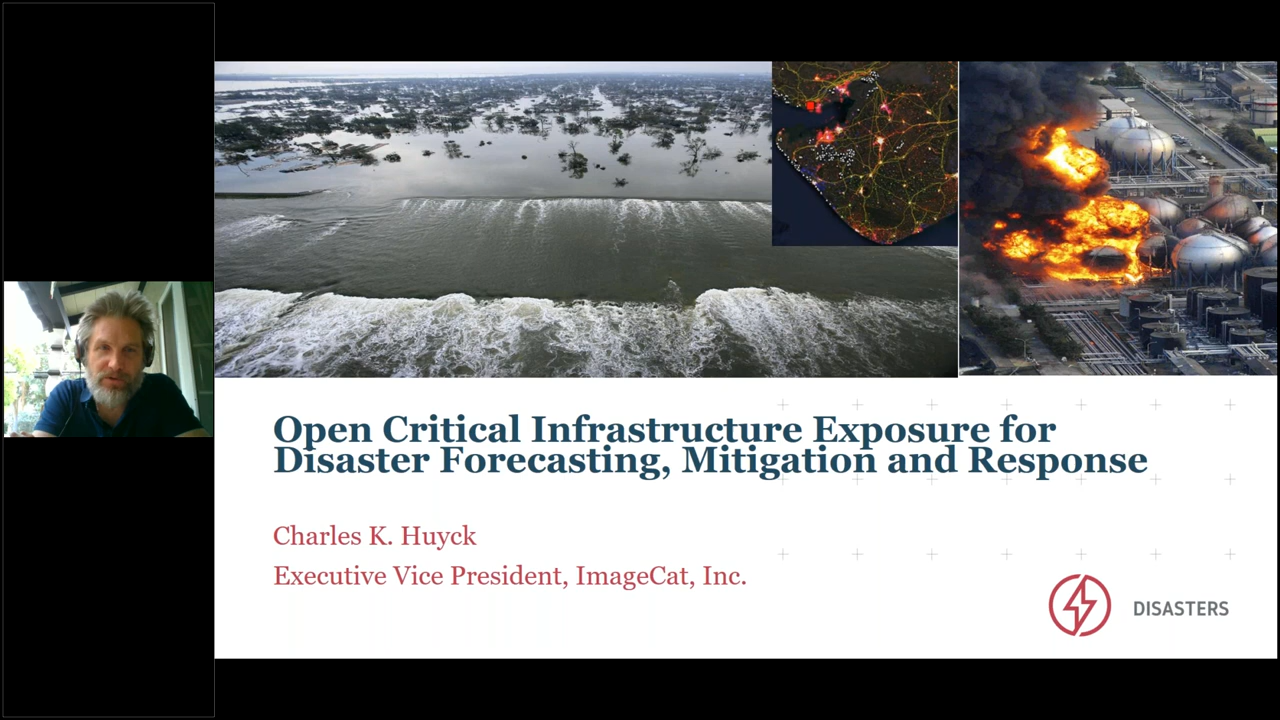 Open Critical Infrastructure Exposure for
Disaster Forecasting, Mitigation and Response
Charles K. Huyck
Executive Vice President, ImageCat, Inc.
DISASTERS